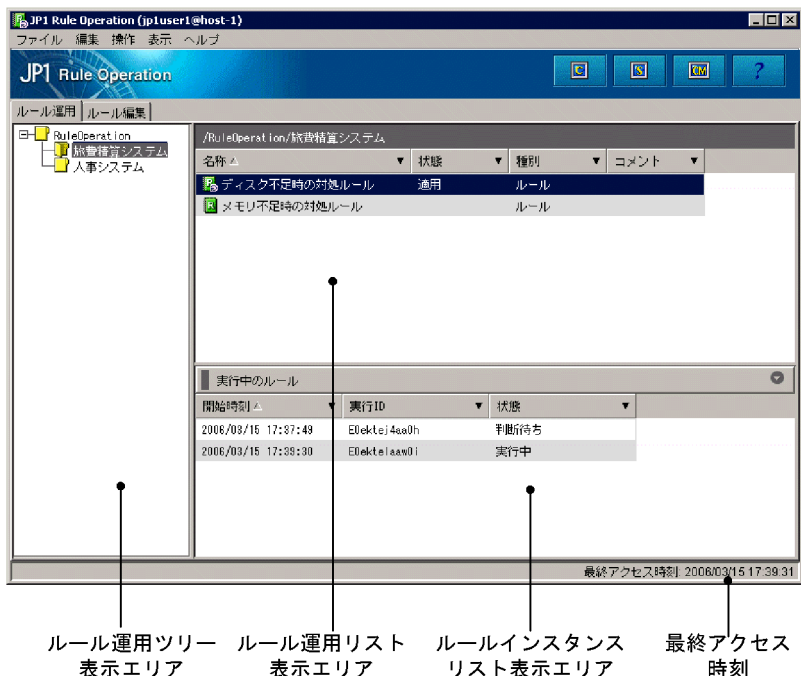 JP1 Rule Operation (jp1user1@host-1)
ファイル 編集 操作 表示 ヘルプ
JP1 Rule Operation
C S CM ?
ルール運用 ルール編集
RuleOperation
旅費精算システム
人事システム
/RuleOperation/旅費精算システム
名称 状態 種別 コメント
ディスク不足時の対処ルール 適用 ルール
R メモリ不足時の対処ルール ルール
実行中のルール
開始時刻 実行ID 状態
2006/03/15 17:37:49 E0ektej4aa0h 判断待ち
2006/03/15 17:39:30 E0ektelaaw0i 実行中
最終アクセス時刻: 2006/03/15 17:39:31
ルール運用ツリー表示エリア
ルール運用リスト表示エリア
ルールインスタンスリスト表示エリア
最終アクセス時刻